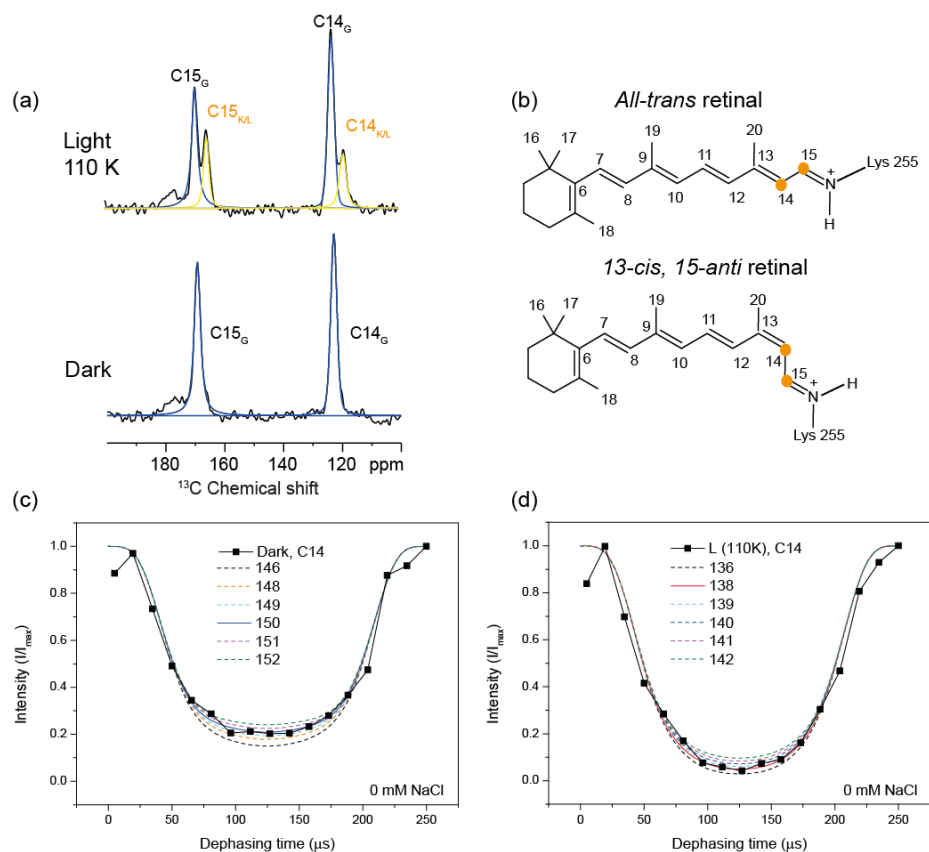 (a)
C14G
C15G
C15K/L
Light
110 K
C14K/L
C15G
C14G
Dark
180
160
140
120
ppm
13C Chemical shift
(b)
All-trans retinal
16
17
19
20
7
11
15
Lys 255
9
13
6
8
10
12
14
N
+
H
18
13-cis, 15-anti retinal
16
17
19
20
7
11
9
13
6
8
10
12
14
18
15
+
N
H
Lys 255
(c)
Intensity (I/Imax)
1.0
0.8
0.6
0.4
0.2
0.0
Dark, C14
146
148
149
150
151
152
0 mM NaCl
0
50
100
150
200
250
Dephasing time (μs)
(d)
Intensity (I/Imax)
1.0
0.8
0.6
0.4
0.2
0.0
L (110K), C14
136
138
139
140
141
142
0 mM NaCl
0
50
100
150
200
250
Dephasing time (μs)